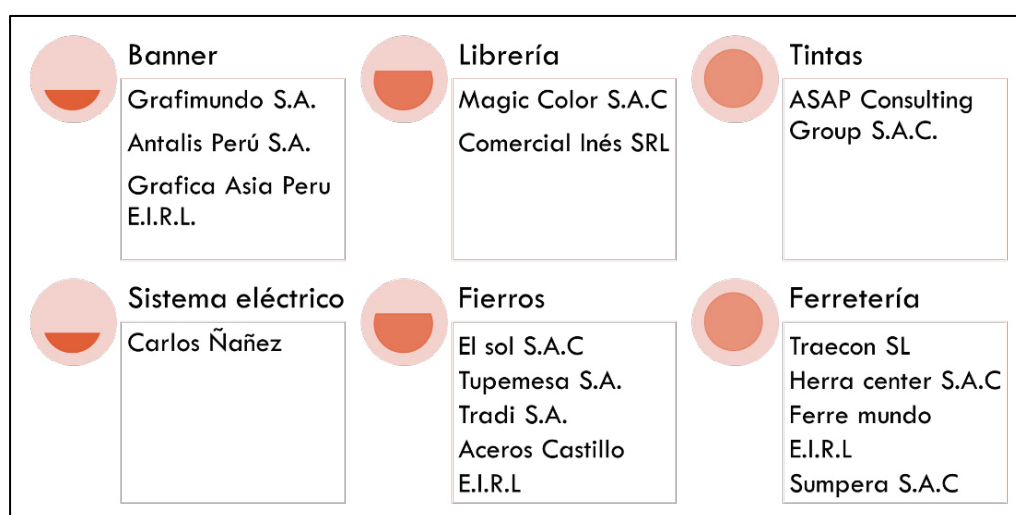 Banner
Grafimundo S.A.
Antalis Perú S.A.
Grafica Asia Peru
E.I.R.L.
Librería
Magic Color S.A.C
Comercial Inés SRL
Tintas
ASAP Consulting
Group S.A.C.
Sistema eléctrico
Carlos Ñañez
Fierros
El sol S.A.C
Tupemesa S.A.
Tradi S.A.
Aceros Castillo
E.I.R.L
Ferretería
Traecon SL
Herra center S.A.C
Ferre mundo
E.I.R.L
Sumpera S.A.C